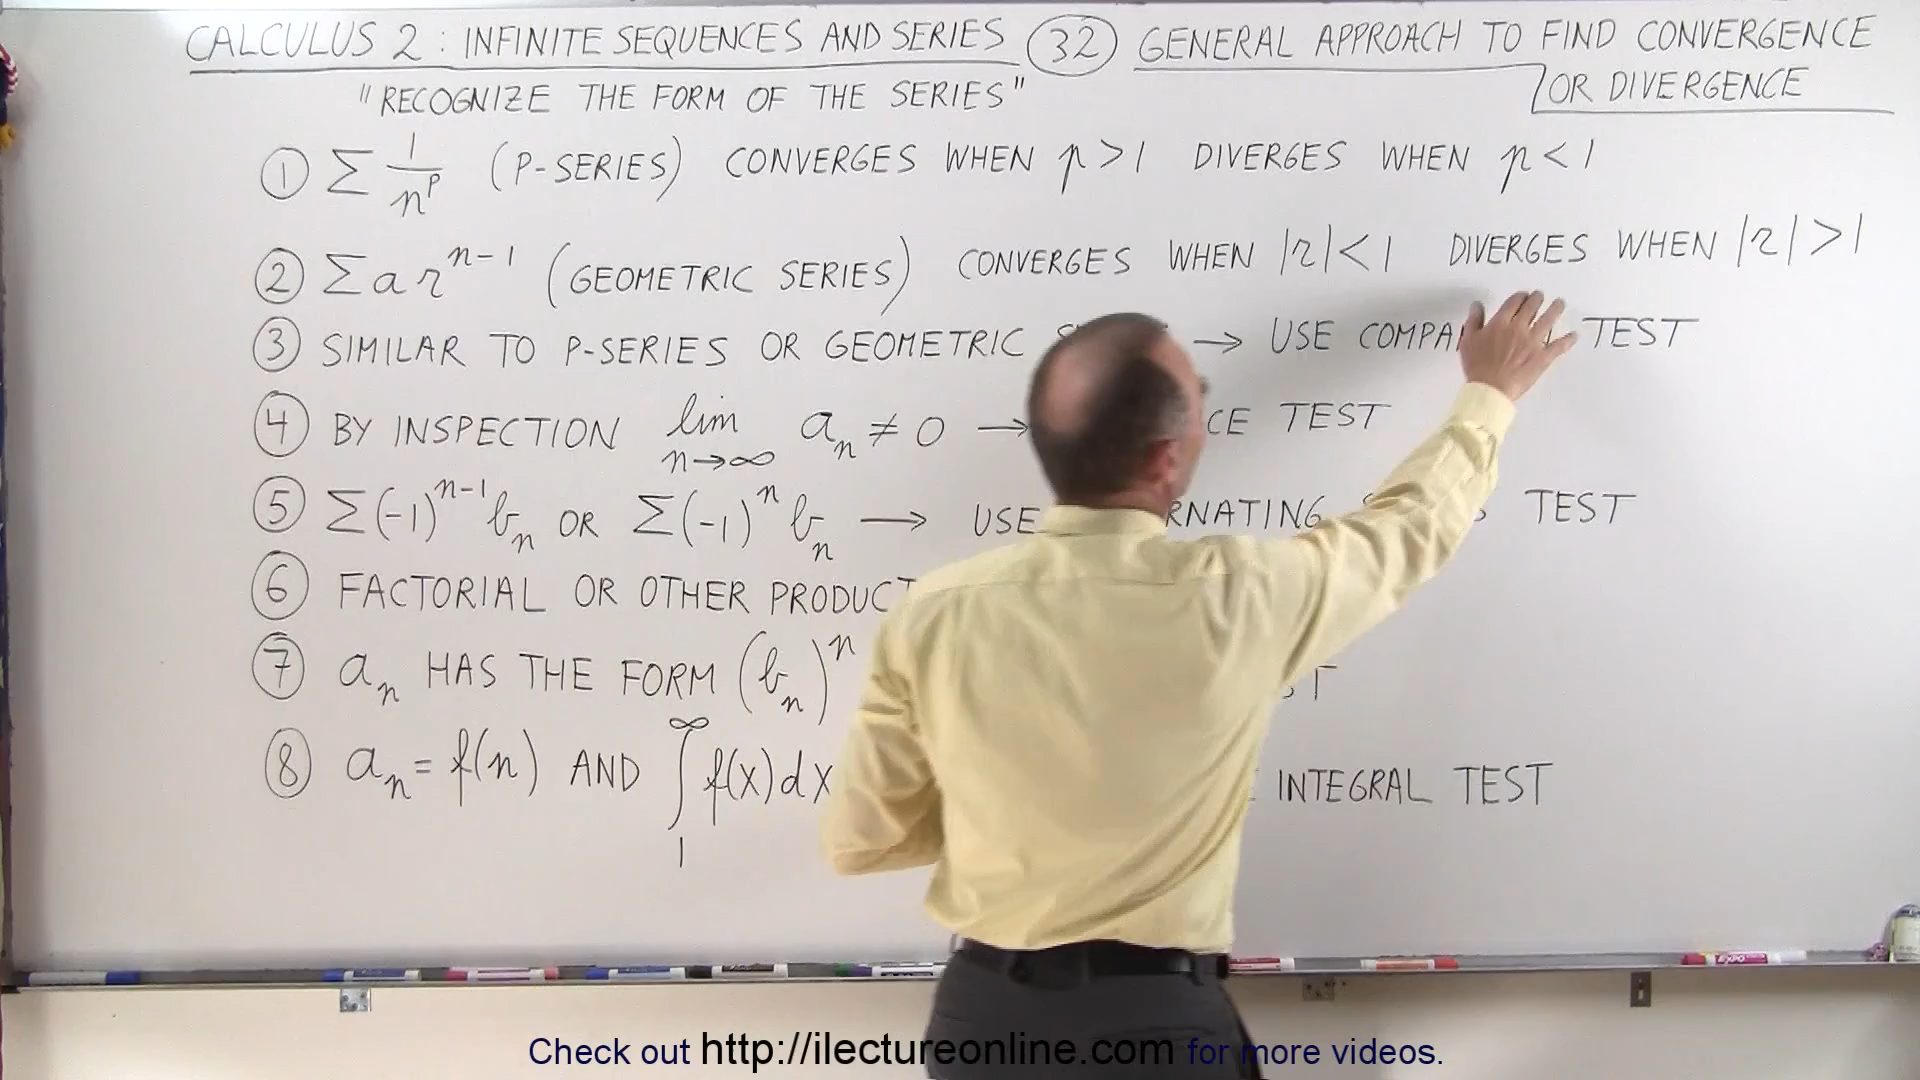 CALCULUS 2 : INFINITE SEQUENCES AND SERIES 32 GENERAL APPROACH TO FIND CONVERGENCE
OR DIVERGENCE
"RECOGNIZE THE FORM OF THE SERIES"
① Σ 1/n^p (P-SERIES) CONVERGES WHEN p>1 DIVERGES WHEN p<1
② Σ a r^(n-1) (GEOMETRIC SERIES) CONVERGES WHEN |r|<1 DIVERGES WHEN |r|>1
③ SIMILAR TO P-SERIES OR GEOMETRIC → USE TEST
④ BY INSPECTION lim n→∞ a_n ≠ 0 → TEST
⑤ Σ(-1)^(n-1) b_n OR Σ(-1)^n b_n → USE TEST
⑥ FACTORIAL OR OTHER PRODUCT
⑦ a_n HAS THE FORM (b_n)^n
⑧ a_n = f(n) AND ∫_1^∞ f(x)dx INTEGRAL TEST
EXPO
Check out http://ilectureonline.com for more videos.